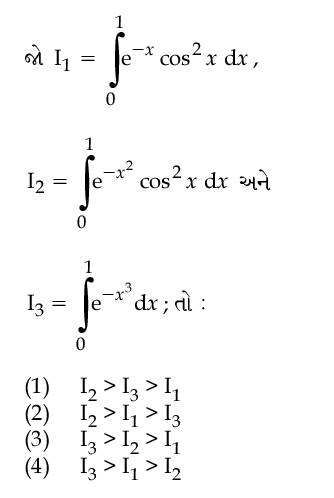 જો I₁ = ∫₀¹ e⁻ˣ cos² x dx ,
I₂ = ∫₀¹ e^(−x²) cos² x dx અને
I₃ = ∫₀¹ e^(−x³) dx ; તો :
(1) I₂ > I₃ > I₁
(2) I₂ > I₁ > I₃
(3) I₃ > I₂ > I₁
(4) I₃ > I₁ > I₂